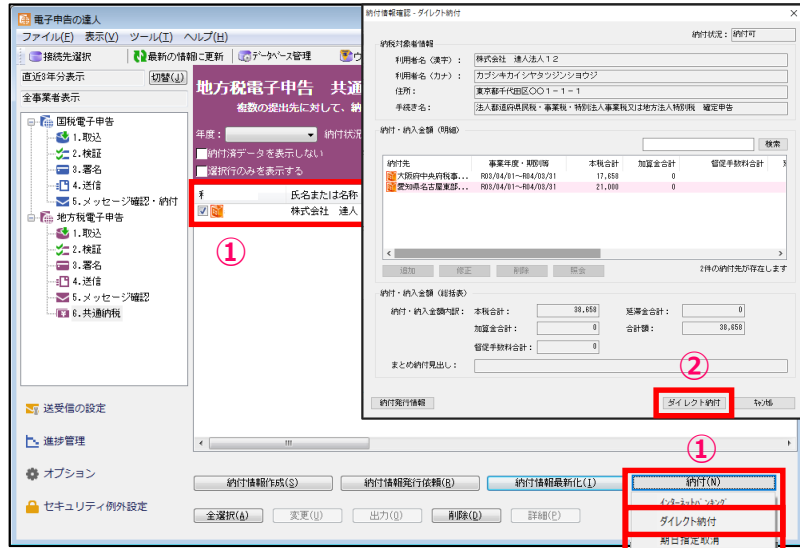 電子申告の達人
ファイル(F) 表示(V) ツール(T) ヘルプ(H)
接続先選択 最新の情報に更新 データベース管理
直近3年分表示 切替(J)
全事業者表示
国税電子申告
1.取込
2.検証
3.署名
4.送信
5.メッセージ確認・納付
地方税電子申告
1.取込
2.検証
3.署名
4.送信
5.メッセージ確認
6.共通納税
送受信の設定
進捗管理
オプション
セキュリティ例外設定
地方税電子申告 共通
複数の提出先に対して、納
年度: 納付状況
納付済データを表示しない
選択行のみを表示する
氏名または名称
株式会社 達人
①
納付情報作成(S) 納付情報発行依頼(R) 納付情報最新化(I) 納付(N)
全選択(A) 変更(U) 出力(O) 削除(D) 詳細(P)
①
インターネットバンキング
ダイレクト納付
期日指定取消
納付情報確認 - ダイレクト納付
納付状況: 納付可
納税対象者情報
利用者名(漢字): 株式会社 達人法人12
利用者名(カナ): カブシキカイシヤタツジンシヨウジ
住所: 東京都千代田区〇〇1-1-1
手続き名: 法人都道府県民税・事業税・特別法人事業税又は地方法人特別税 確定申告
納付・納入金額(明細)
検索
納付先 事業年度・期別等 本税合計 加算金合計 督促手数料合計
大阪府中央府税事... R03/04/01~R04/03/31 17,658 0
愛知県名古屋東部... R03/04/01~R04/03/31 21,000 0
追加 修正 削除 照会 2件の納付先が存在します
納付・納入金額(総括表)
納付・納入金額内訳: 本税合計: 38,658 延滞金合計: 0
加算金合計: 0 合計額: 38,658
督促手数料合計: 0
まとめ納付見出し:
②
納付発行情報 ダイレクト納付 キャンセル